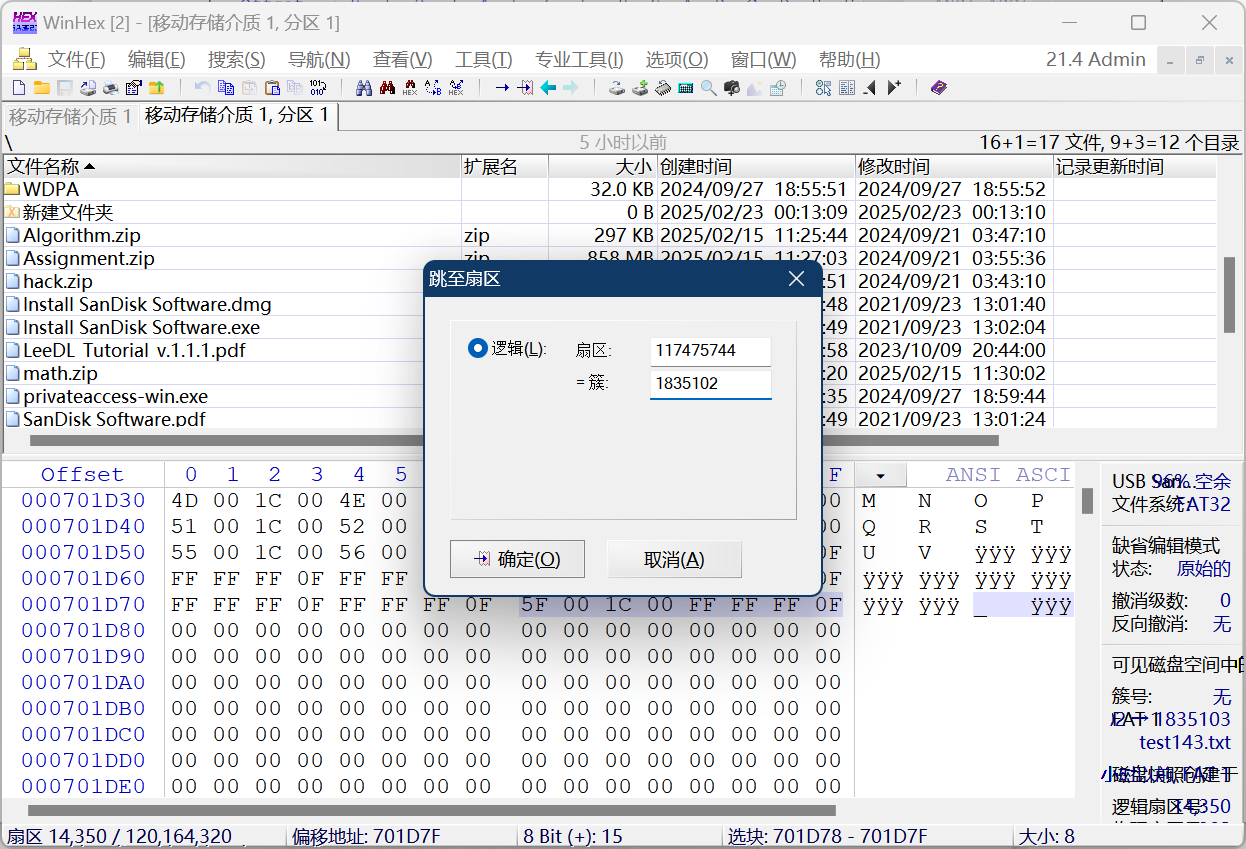 WinHex [2] - [移动存储介质 1, 分区 1]
文件(F) 编辑(E) 搜索(S) 导航(N) 查看(V) 工具(T) 专业工具(I) 选项(O) 窗口(W) 帮助(H) 21.4 Admin
移动存储介质 1 移动存储介质 1, 分区 1
\ 5 小时以前 16+1=17 文件, 9+3=12 个目录
文件名称 扩展名 大小 创建时间 修改时间 记录更新时间
WDPA 32.0 KB 2024/09/27 18:55:51 2024/09/27 18:55:52
新建文件夹 0 B 2025/02/23 00:13:09 2025/02/23 00:13:10
Algorithm.zip zip 297 KB 2025/02/15 11:25:44 2024/09/21 03:47:10
Assignment.zip zip 858 MB 2025/02/15 11:27:03 2024/09/21 03:55:36
hack.zip :51 2024/09/21 03:43:10
Install SanDisk Software.dmg :48 2021/09/23 13:01:40
Install SanDisk Software.exe :49 2021/09/23 13:02:04
LeeDL Tutorial v.1.1.1.pdf :58 2023/10/09 20:44:00
math.zip :20 2025/02/15 11:30:02
privateaccess-win.exe :35 2024/09/27 18:59:44
SanDisk Software.pdf :49 2021/09/23 13:01:24
跳至扇区
逻辑(L): 扇区: 117475744
= 簇: 1835102
确定(O) 取消(A)
Offset 0 1 2 3 4 5 F ANSI ASCI
000701D30 4D 00 1C 00 4E 00 00 M N O P
000701D40 51 00 1C 00 52 00 00 Q R S T
000701D50 55 00 1C 00 56 00 0F U V ÿÿÿ ÿÿÿ
000701D60 FF FF FF 0F FF FF 0F ÿÿÿ ÿÿÿ ÿÿÿ ÿÿÿ
000701D70 FF FF FF 0F FF FF FF 0F 5F 00 1C 00 FF FF FF 0F ÿÿÿ ÿÿÿ _ ÿÿÿ
000701D80 00 00 00 00 00 00 00 00 00 00 00 00 00 00 00 00
000701D90 00 00 00 00 00 00 00 00 00 00 00 00 00 00 00 00
000701DA0 00 00 00 00 00 00 00 00 00 00 00 00 00 00 00 00
000701DB0 00 00 00 00 00 00 00 00 00 00 00 00 00 00 00 00
000701DC0 00 00 00 00 00 00 00 00 00 00 00 00 00 00 00 00
000701DD0 00 00 00 00 00 00 00 00 00 00 00 00 00 00 00 00
000701DE0 00 00 00 00 00 00 00 00 00 00 00 00 00 00 00 00
USB 96% 空余
文件系统: FAT32
缺省编辑模式
状态: 原始的
撤消级数: 0
反向撤消: 无
可见磁盘空间中的
簇号: 无
FAT 1 1835103
test143.txt
逻辑扇区号: 14,350
扇区 14,350 / 120,164,320 偏移地址: 701D7F 8 Bit (+): 15 选块: 701D78 - 701D7F 大小: 8